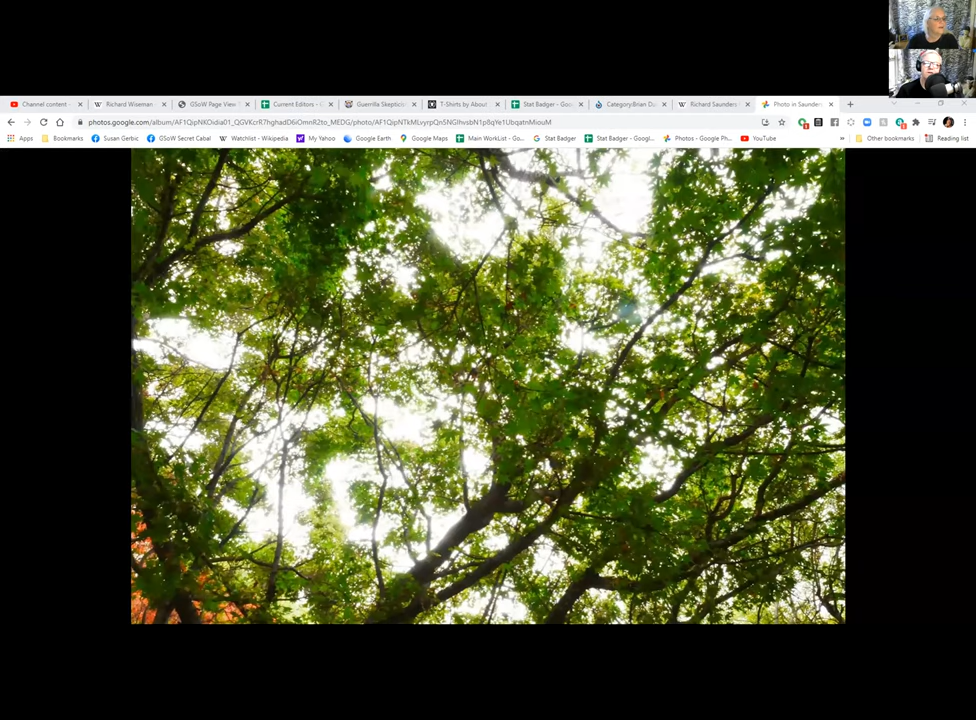 Channel content -
Richard Wiseman
GSoW Page View
Current Editors -
Guerrilla Skeptici
T-Shirts by About
Stat Badger - Goo
Category:Brian Du
Richard Saunders
Photo in Saunders
photos.google.com/album/
Apps
Bookmarks
Susan Gerbic
GSoW Secret Cabal
Watchlist - Wikipedia
My Yahoo
Google Earth
Google Maps
Main WorkList - Go...
Stat Badger
Stat Badger - Googl...
Photos - Google Ph...
YouTube
»
Other bookmarks
Reading list